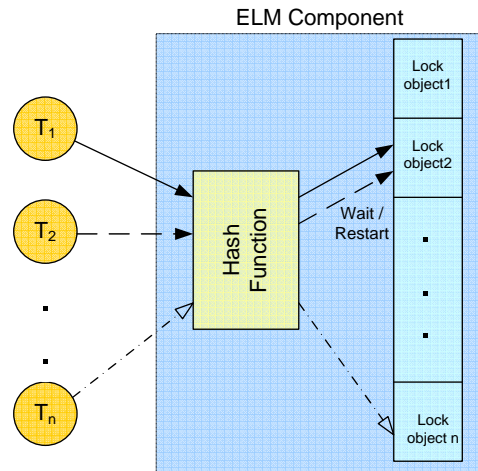 ELM Component
Lock
object1
T1
Lock
object2
T2
Hash
Function
Wait /
Restart
Tn
Lock
object n